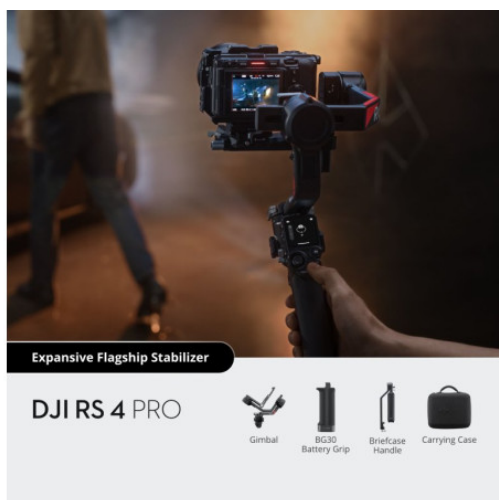 Expansive Flagship Stabilizer
DJI RS 4 PRO
Gimbal
BG30
Battery Grip
Briefcase
Handle
Carrying Case